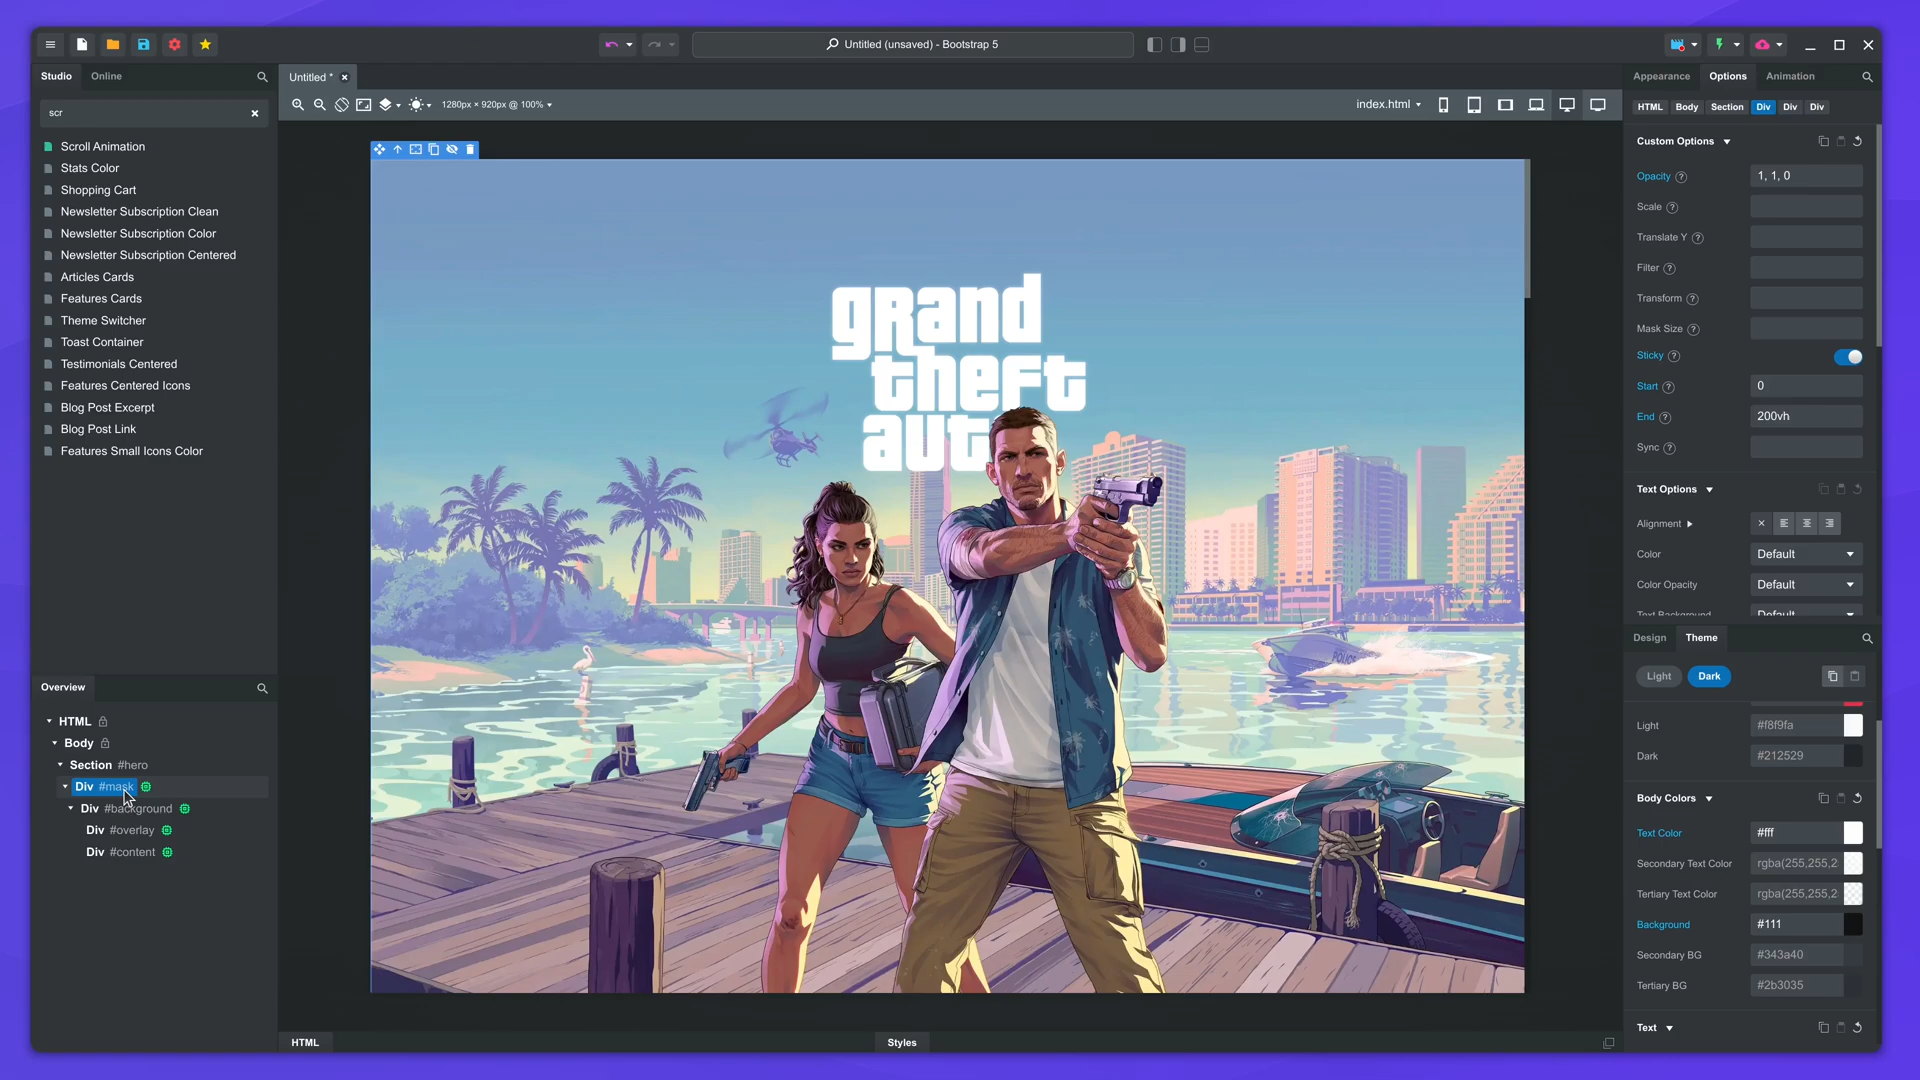 Untitled (unsaved) - Bootstrap 5
Studio
Online
scr
Scroll Animation
Stats Color
Shopping Cart
Newsletter Subscription Clean
Newsletter Subscription Color
Newsletter Subscription Centered
Articles Cards
Features Cards
Theme Switcher
Toast Container
Testimonials Centered
Features Centered Icons
Blog Post Excerpt
Blog Post Link
Features Small Icons Color
Overview
HTML
Body
Section #hero
Div #mask
Div #background
Div #overlay
Div #content
Untitled *
1280px × 920px @ 100%
index.html
grand
theft
aut
POLICE
HTML
Styles
Appearance
Options
Animation
HTML
Body
Section
Div
Div
Div
Custom Options
Opacity ?
1, 1, 0
Scale ?
Translate Y ?
Filter ?
Transform ?
Mask Size ?
Sticky ?
Start ?
0
End ?
200vh
Sync ?
Text Options
Alignment
Color
Default
Color Opacity
Default
Text Background
Default
Design
Theme
Light
Dark
Light
#f8f9fa
Dark
#212529
Body Colors
Text Color
#fff
Secondary Text Color
rgba(255,255,2
Tertiary Text Color
rgba(255,255,2
Background
#111
Secondary BG
#343a40
Tertiary BG
#2b3035
Text